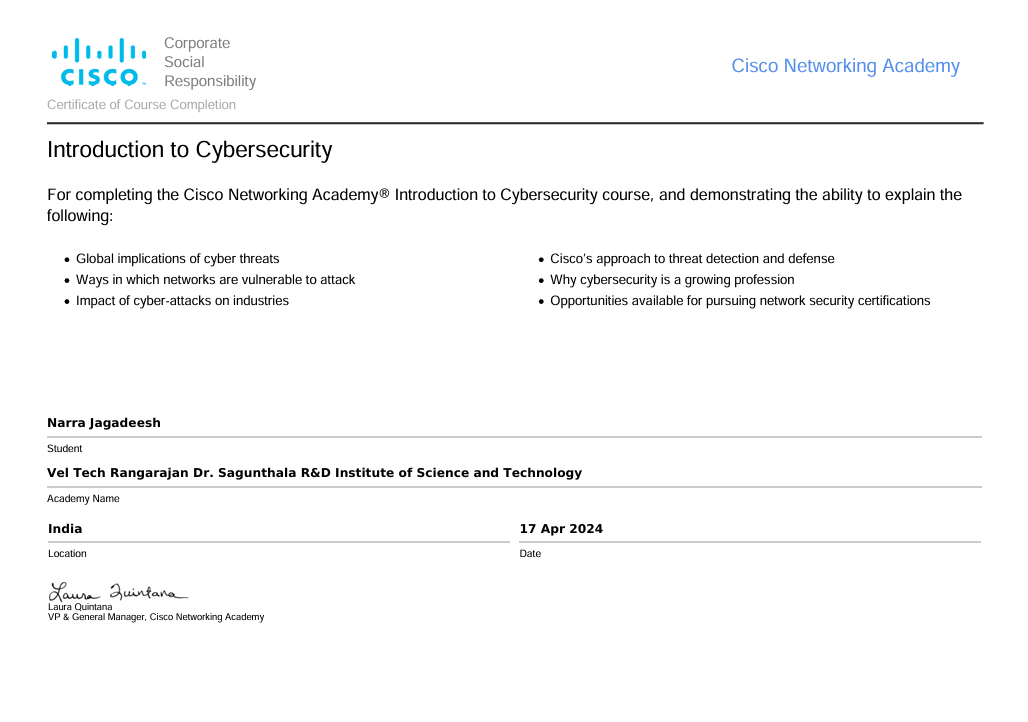 CISCO
Corporate
Social
Responsibility
Cisco Networking Academy
Certificate of Course Completion
Introduction to Cybersecurity
For completing the Cisco Networking Academy® Introduction to Cybersecurity course, and demonstrating the ability to explain the
following:
• Global implications of cyber threats
• Ways in which networks are vulnerable to attack
• Impact of cyber-attacks on industries
• Cisco’s approach to threat detection and defense
• Why cybersecurity is a growing profession
• Opportunities available for pursuing network security certifications
Narra Jagadeesh
Student
Vel Tech Rangarajan Dr. Sagunthala R&D Institute of Science and Technology
Academy Name
India
Location
17 Apr 2024
Date
Laura Quintana
Laura Quintana
VP & General Manager, Cisco Networking Academy